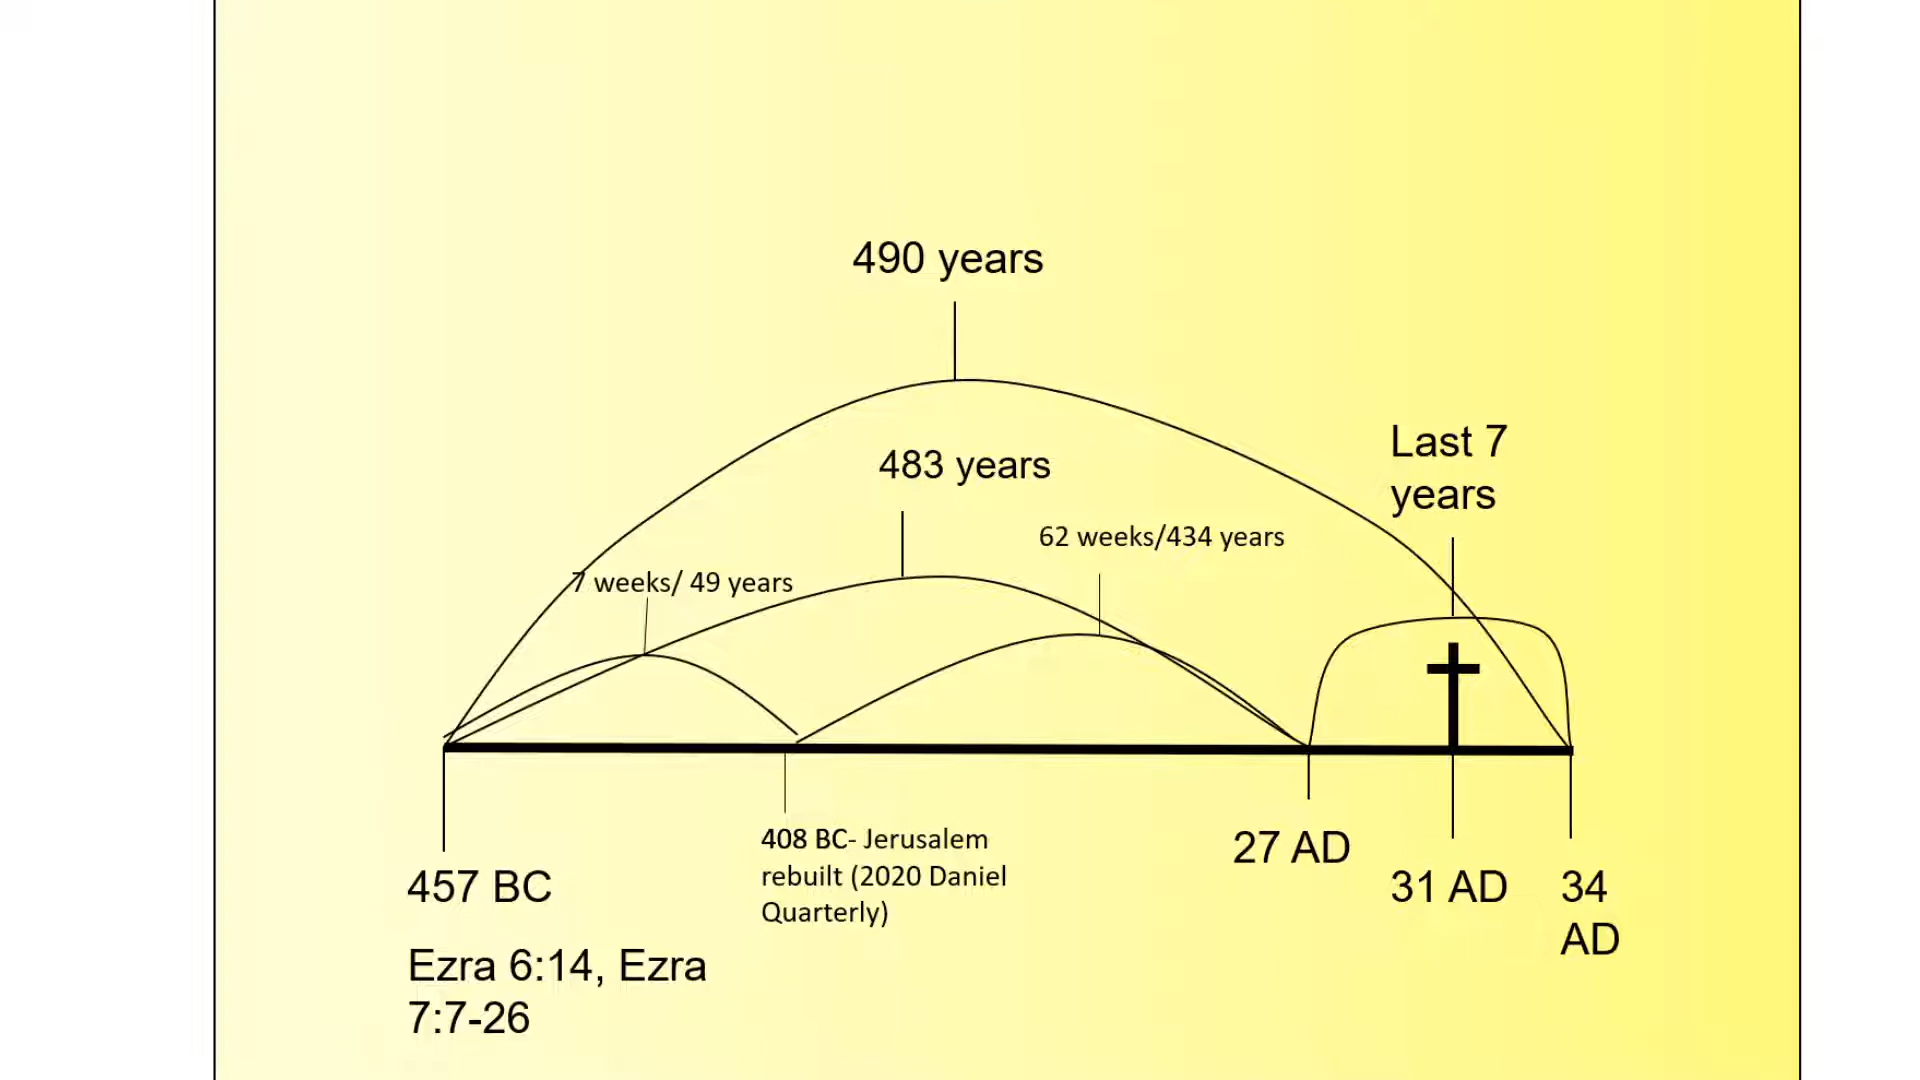 490 years
483 years
Last 7
years
62 weeks/434 years
7 weeks/ 49 years
408 BC- Jerusalem
rebuilt (2020 Daniel
Quarterly)
27 AD
31 AD
34
AD
457 BC
Ezra 6:14, Ezra
7:7-26